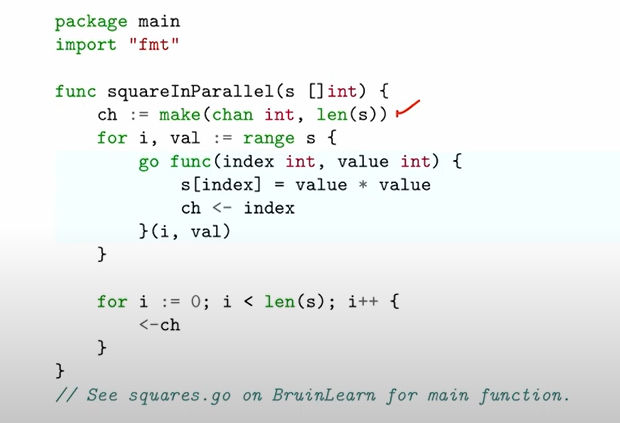 package main
import "fmt"
func squareInParallel(s []int) {
ch := make(chan int, len(s))
for i, val := range s {
go func(index int, value int) {
s[index] = value * value
ch <- index
}(i, val)
}
for i := 0; i < len(s); i++ {
<-ch
}
}
// See squares.go on BruinLearn for main function.